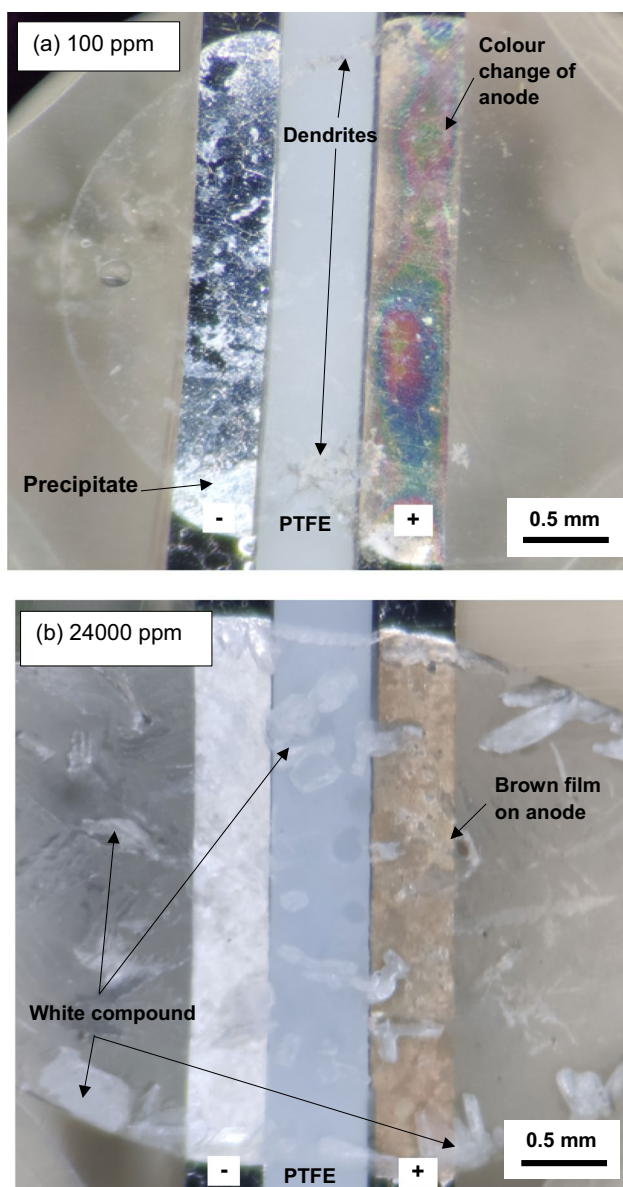 (a) 100 ppm
Colour
change of
anode
Dendrites
Precipitate
-
PTFE
+
0.5 mm
(b) 24000 ppm
Brown film
on anode
White compound
-
PTFE
+
0.5 mm